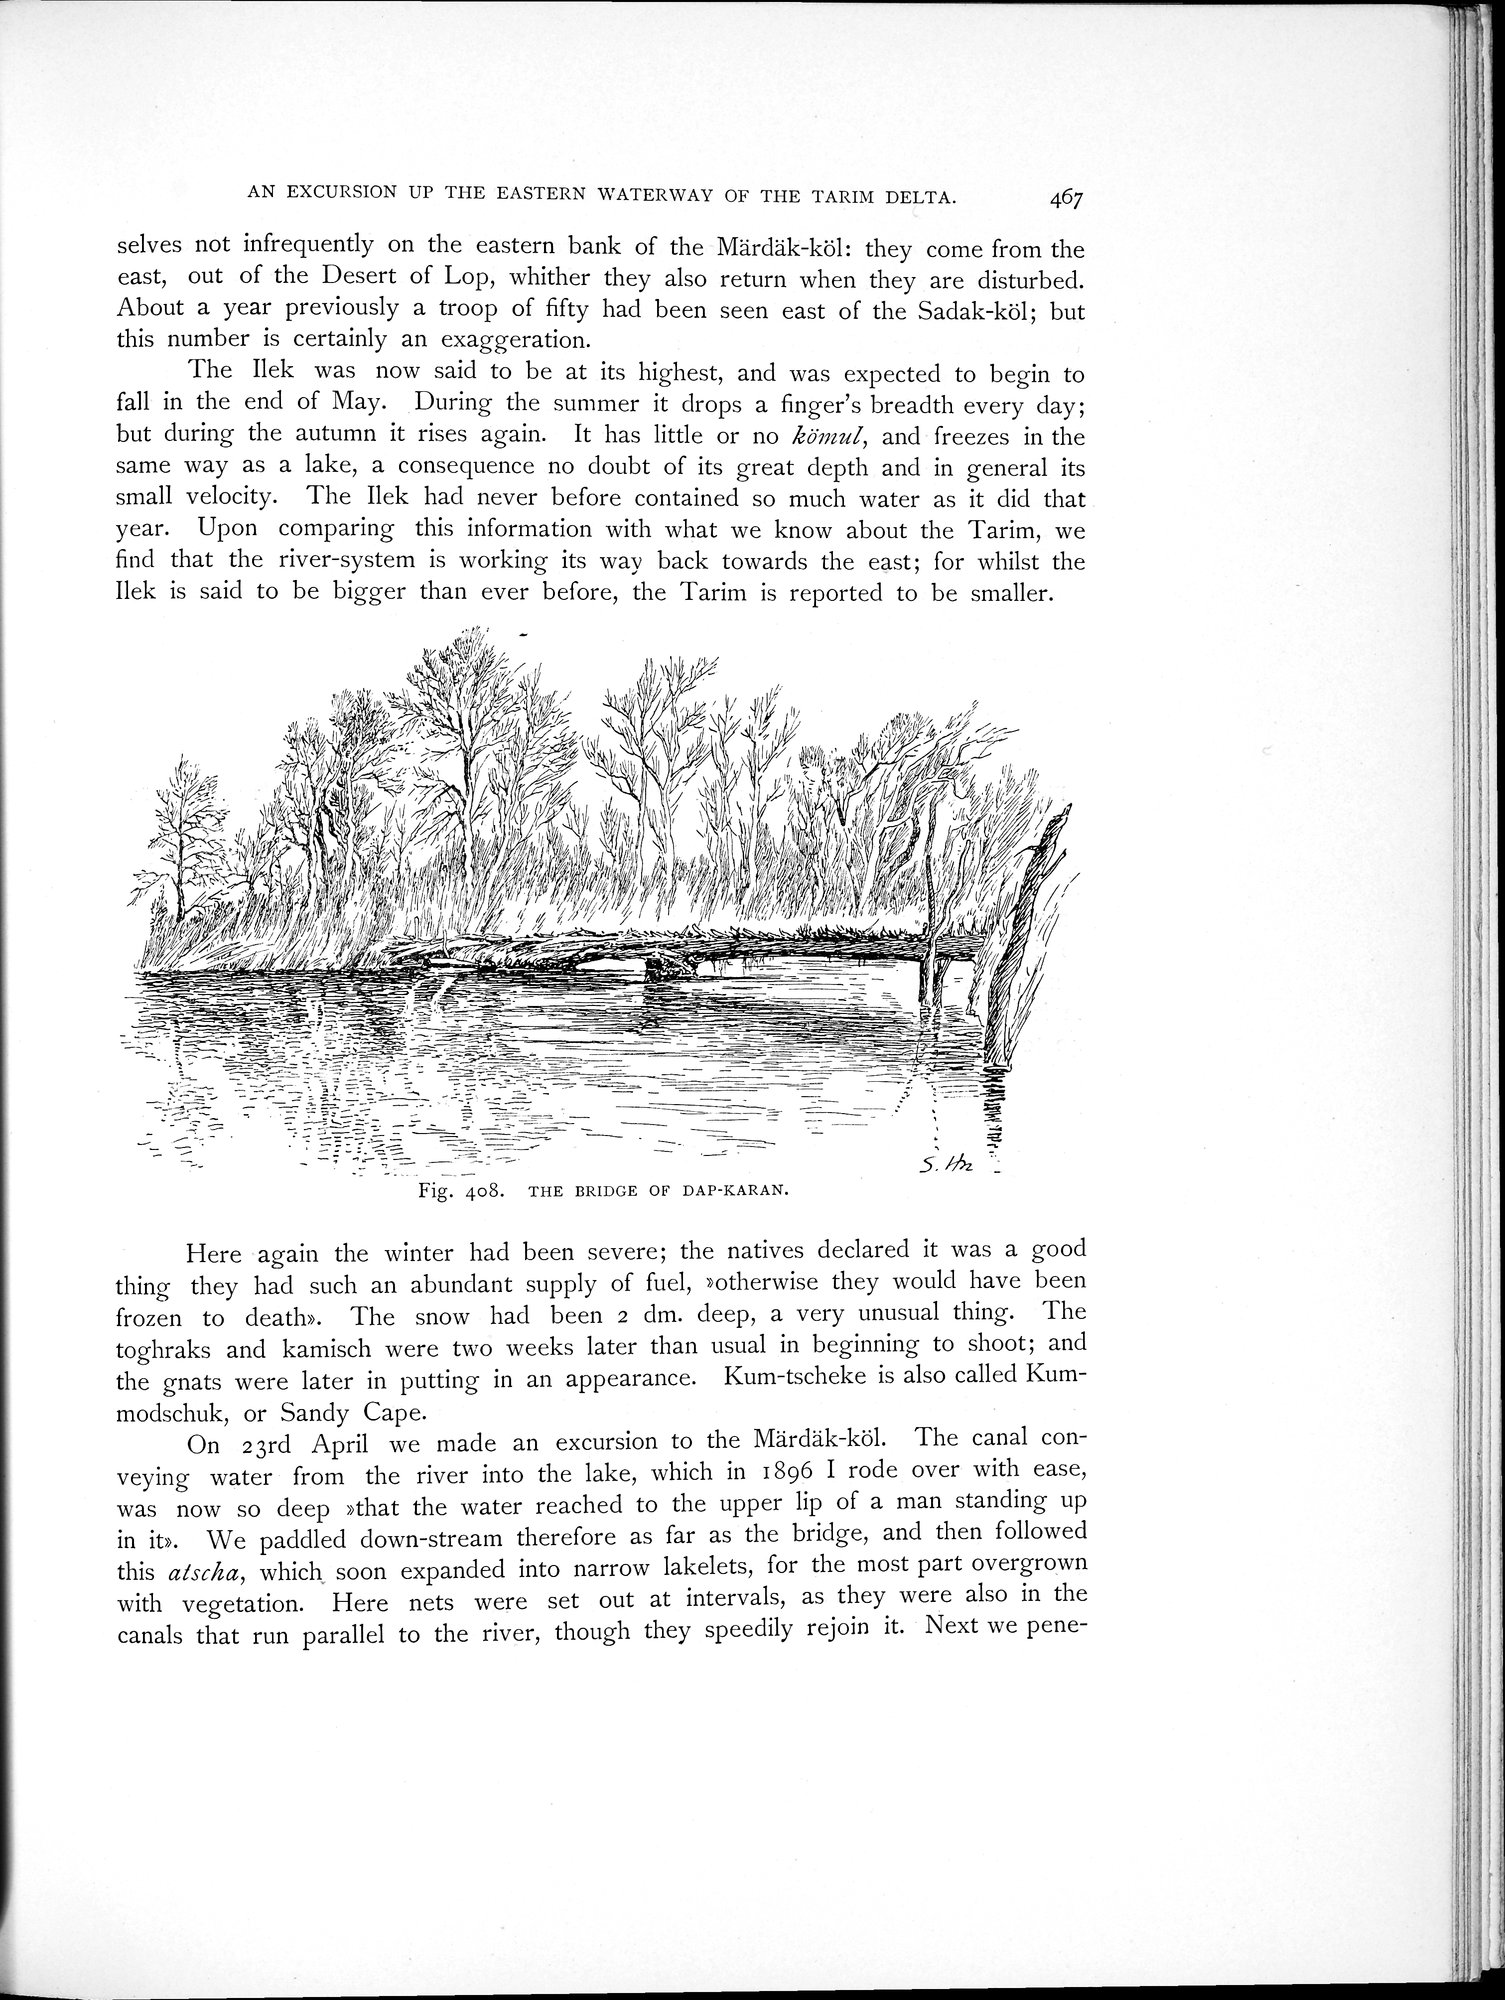 AN EXCURSION UP THE EASTERN WATERWAY OF THE TARIM DELTA. 467
selves not infrequently on the eastern bank of the Märdäk-köl: they come from the
east, out of the Desert of Lop, whither they also return when they are disturbed.
About a year previously a troop of fifty had been seen east of the Sadak-köl; but
this number is certainly an exaggeration.
The Ilek was now said to be at its highest, and was expected to begin to
fall in the end of May. During the summer it drops a finger's breadth every day;
but during the autumn it rises again. It has little or no kömul, and freezes in the
same way as a lake, a consequence no doubt of its great depth and in general its
small velocity. The Ilek had never before contained so much water as it did that
year. Upon comparing this information with what we know about the Tarim, we
find that the river-system is working its way back towards the east; for whilst the
Ilek is said to be bigger than ever before, the Tarim is reported to be smaller.
S. Hn
Fig. 408. THE BRIDGE OF DAP-KARAN.
Here again the winter had been severe; the natives declared it was a good
thing they had such an abundant supply of fuel, »otherwise they would have been
frozen to death». The snow had been 2 dm. deep, a very unusual thing. The
toghraks and kamisch were two weeks later than usual in beginning to shoot; and
the gnats were later in putting in an appearance. Kum-tscheke is also called Kum-
modschuk, or Sandy Cape.
On 23rd April we made an excursion to the Märdäk-köl. The canal con-
veying water from the river into the lake, which in 1896 I rode over with ease,
was now so deep »that the water reached to the upper lip of a man standing up
in it». We paddled down-stream therefore as far as the bridge, and then followed
this atscha, which soon expanded into narrow lakelets, for the most part overgrown
with vegetation. Here nets were set out at intervals, as they were also in the
canals that run parallel to the river, though they speedily rejoin it. Next we pene-